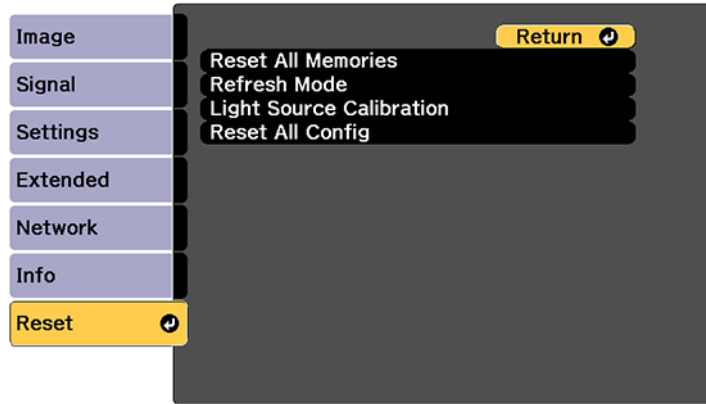 Image
Signal
Settings
Extended
Network
Info
Reset
Return
Reset All Memories
Refresh Mode
Light Source Calibration
Reset All Config